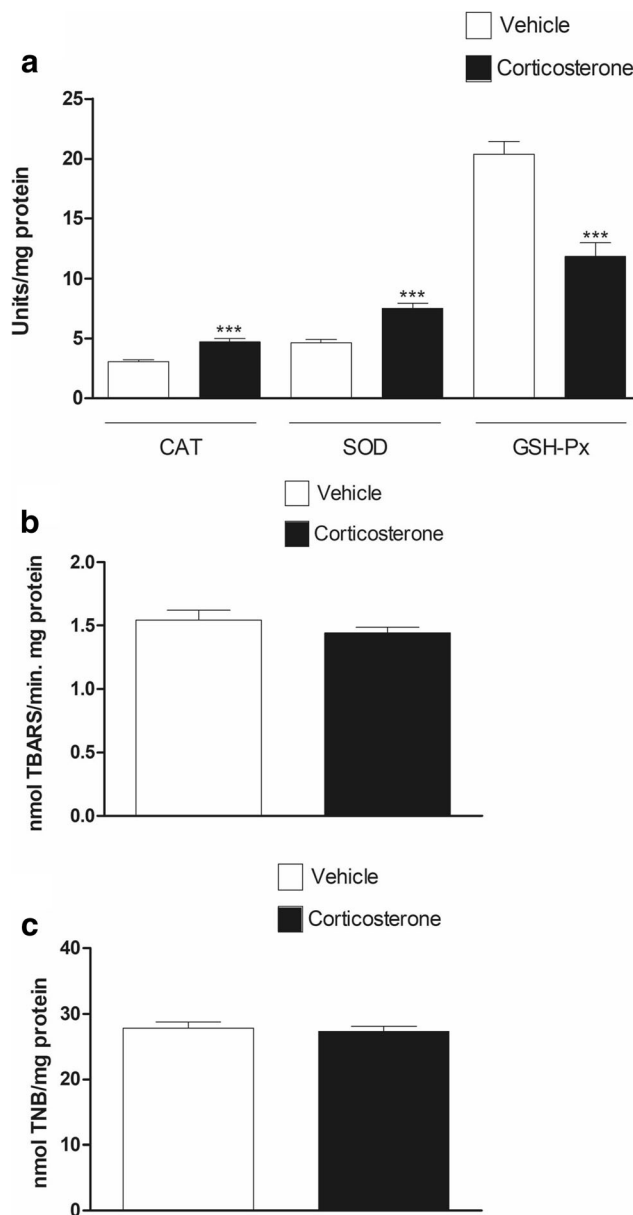 Vehicle
a
Corticosterone
25
20
15
10
5
0
Units/mg protein
***
***
***
CAT SOD GSH-Px
Vehicle
b
Corticosterone
2.0
1.5
1.0
0.5
0.0
nmol TBARS/min. mg protein
Vehicle
c
Corticosterone
40
30
20
10
0
nmol TNB/mg protein